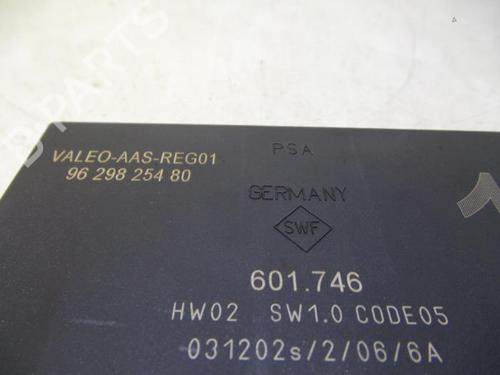 B-PARTS
VALEO-AAS-REG01
96 298 254 80
PSA
GERMANY
SWF
601.746
HW02 SW1.0 CODE05
031202s/2/06/6A